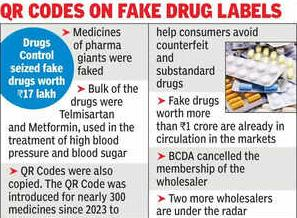 QR CODES ON FAKE DRUG LABELS
Drugs
Control
seized fake
drugs worth
₹17 lakh
➤ Medicines
of pharma
giants were
faked
➤ Bulk of the
drugs were
Telmisartan
and Metformin, used in the
treatment of high blood
pressure and blood sugar
➤ QR Codes were also
copied. The QR Code was
introduced for nearly 300
medicines since 2023 to
help consumers avoid
counterfeit
and
substandard
drugs
➤ Fake drugs
worth more
than ₹1 crore are already in
circulation in the markets
➤ BCDA cancelled the
membership of the
wholesaler
➤ Two more wholesalers
are under the radar